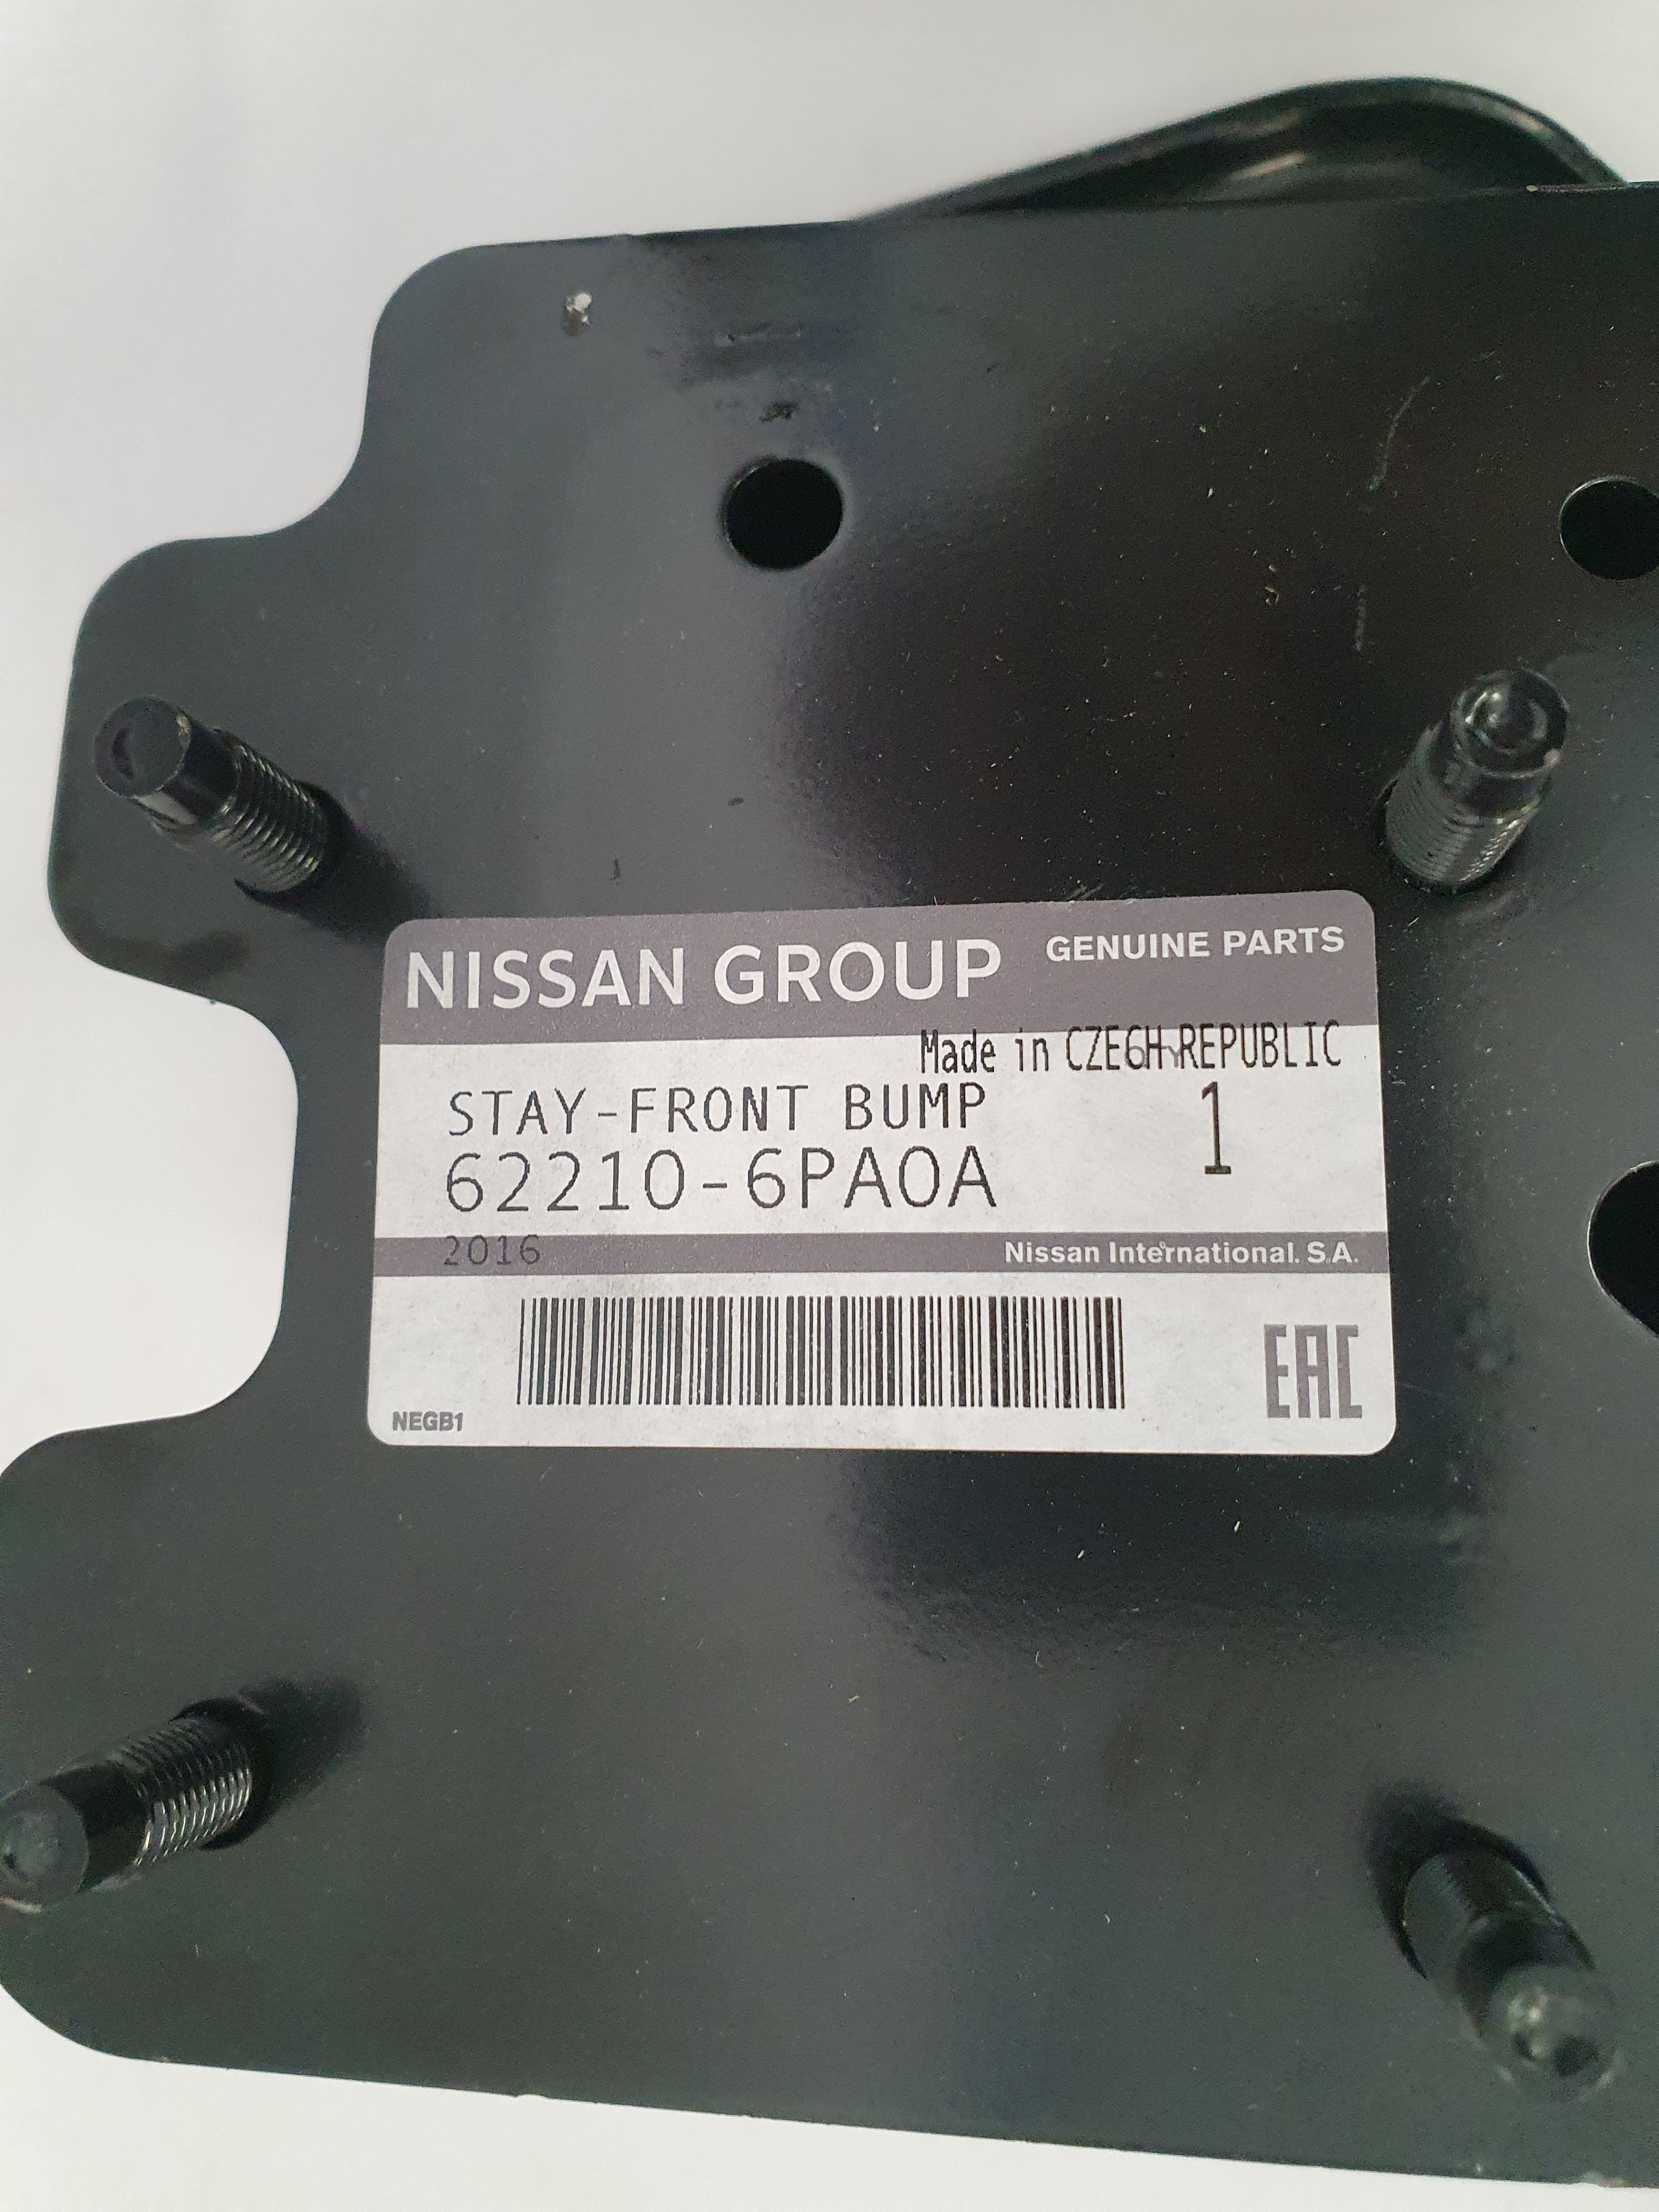 NISSAN GROUP GENUINE PARTS
Made in CZECH REPUBLIC
STAY-FRONT BUMP 1
62210-6PA0A
2016 Nissan International. S.A.
NEGB1 EAC